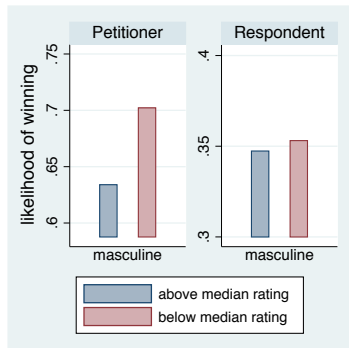 Petitioner
Respondent
likelihood of winning
.75
.7
.65
.6
masculine
.4
.35
.3
masculine
above median rating
below median rating